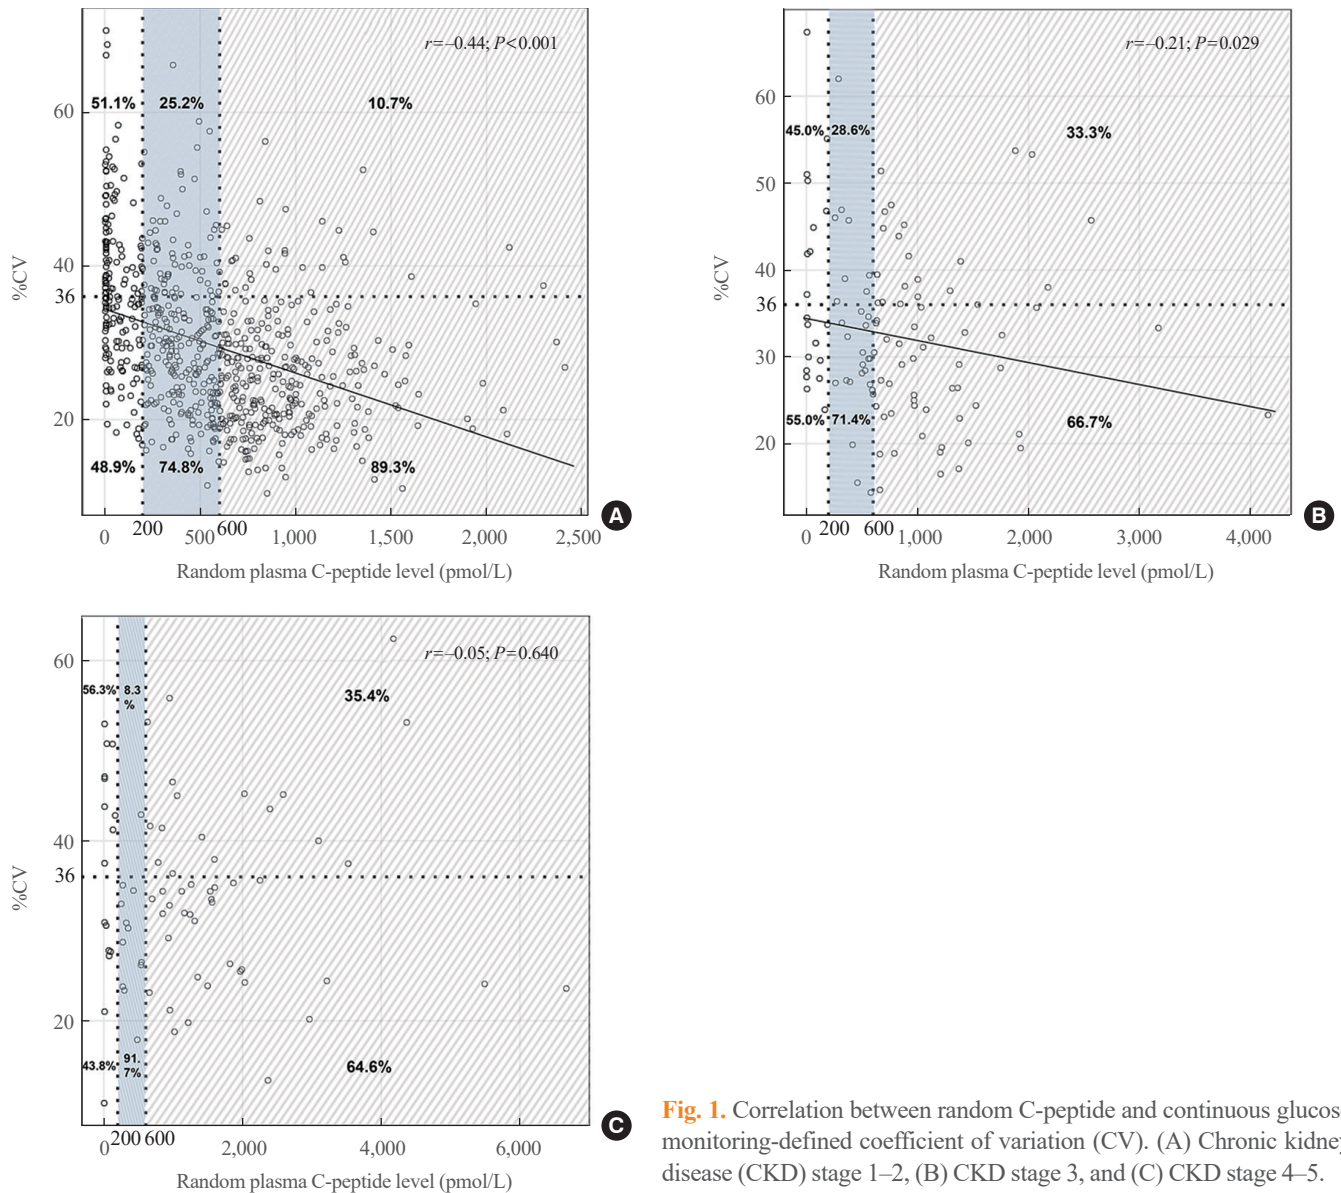 r=–0.44; P<0.001
51.1% 25.2% 10.7%
60
40
36
20
%CV
48.9% 74.8% 89.3%
0 200 500 600 1,000 1,500 2,000 2,500
Random plasma C-peptide level (pmol/L)
A
r=–0.21; P=0.029
60
45.0% 28.6% 33.3%
50
40
36
30
20
%CV
55.0% 71.4% 66.7%
0 200 600 1,000 2,000 3,000 4,000
Random plasma C-peptide level (pmol/L)
B
r=–0.05; P=0.640
60
56.3% 8.3
% 35.4%
40
36
20
%CV
43.8% 91.
7% 64.6%
0 200 600 2,000 4,000 6,000
Random plasma C-peptide level (pmol/L)
C
Fig. 1. Correlation between random C-peptide and continuous glucos
monitoring-defined coefficient of variation (CV). (A) Chronic kidney
disease (CKD) stage 1–2, (B) CKD stage 3, and (C) CKD stage 4–5.